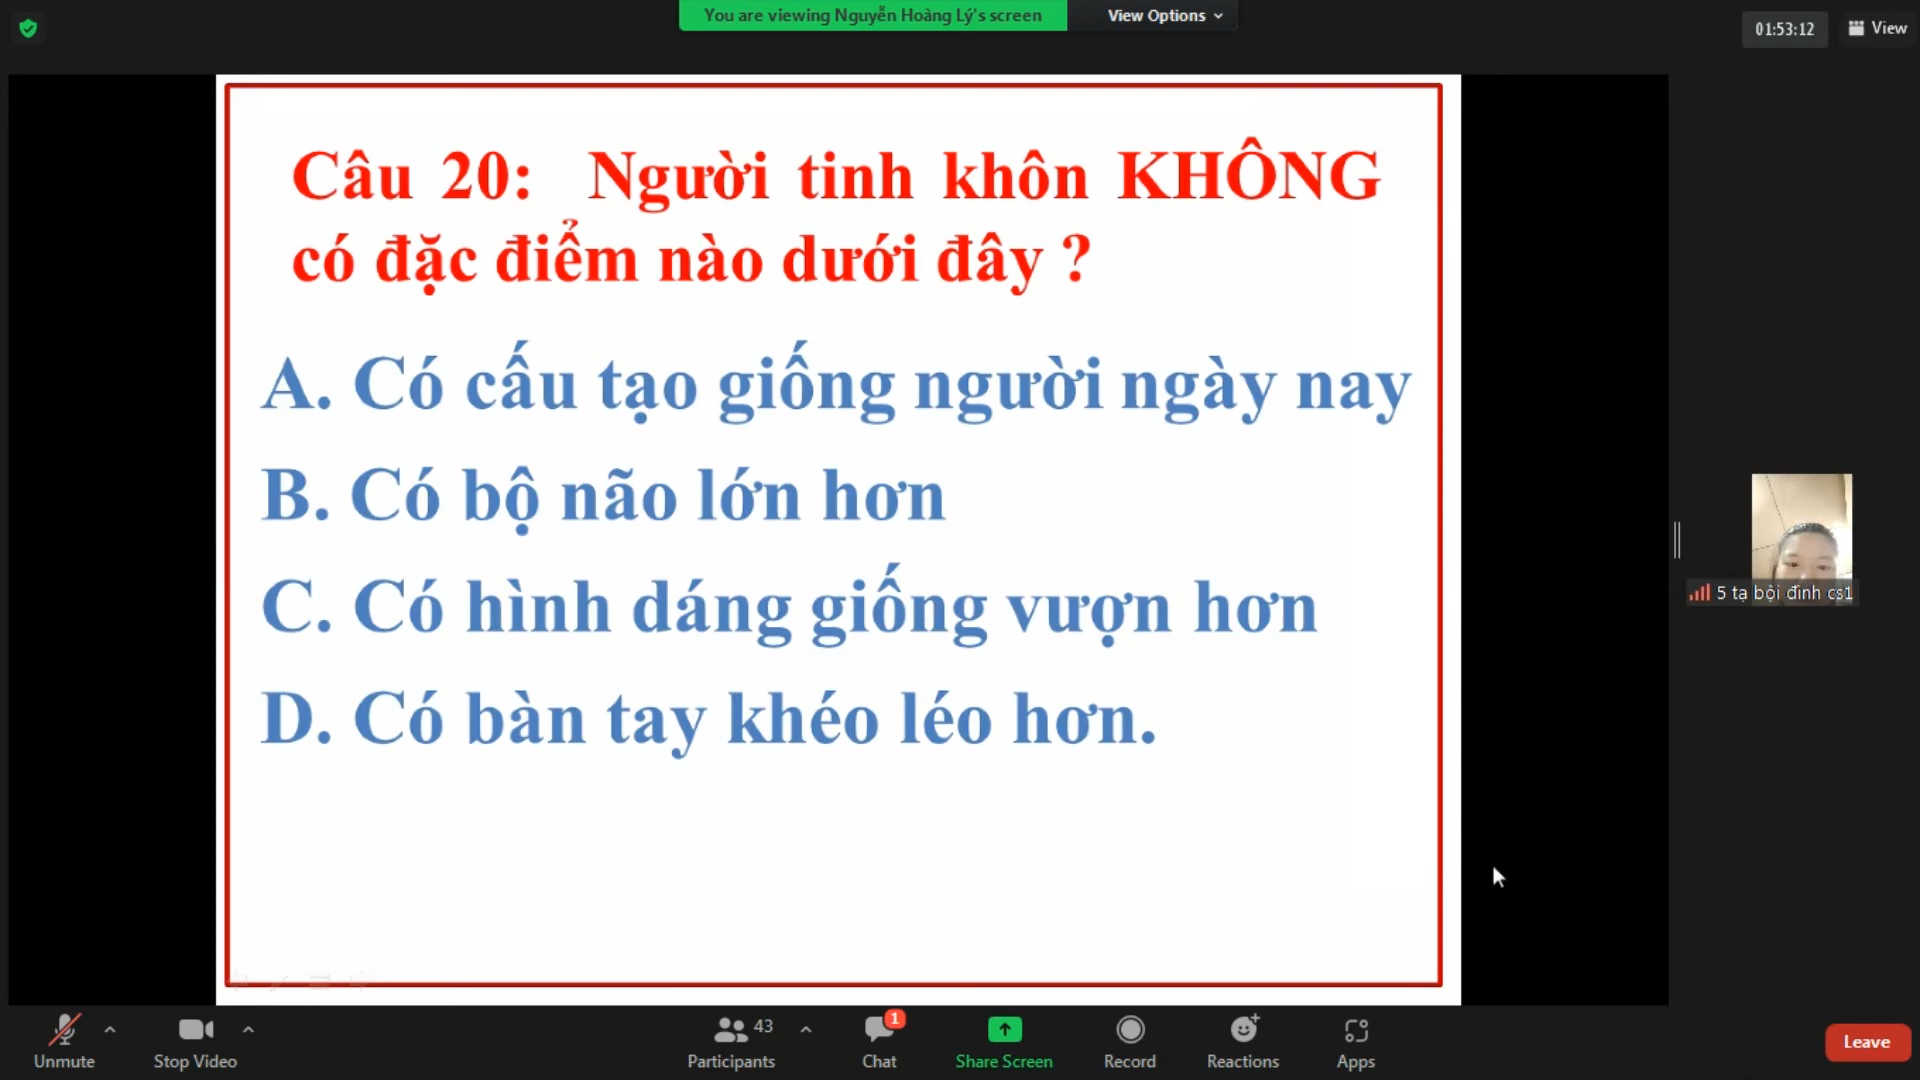 You are viewing Nguyễn Hoàng Lý's screen
View Options
01:53:12
View
Câu 20: Người tinh khôn KHÔNG
có đặc điểm nào dưới đây ?
A. Có cấu tạo giống người ngày nay
B. Có bộ não lớn hơn
C. Có hình dáng giống vượn hơn
D. Có bàn tay khéo léo hơn.
5 tạ bội đình cs1
Unmute
Stop Video
43
Participants
1
Chat
Share Screen
Record
Reactions
Apps
Leave